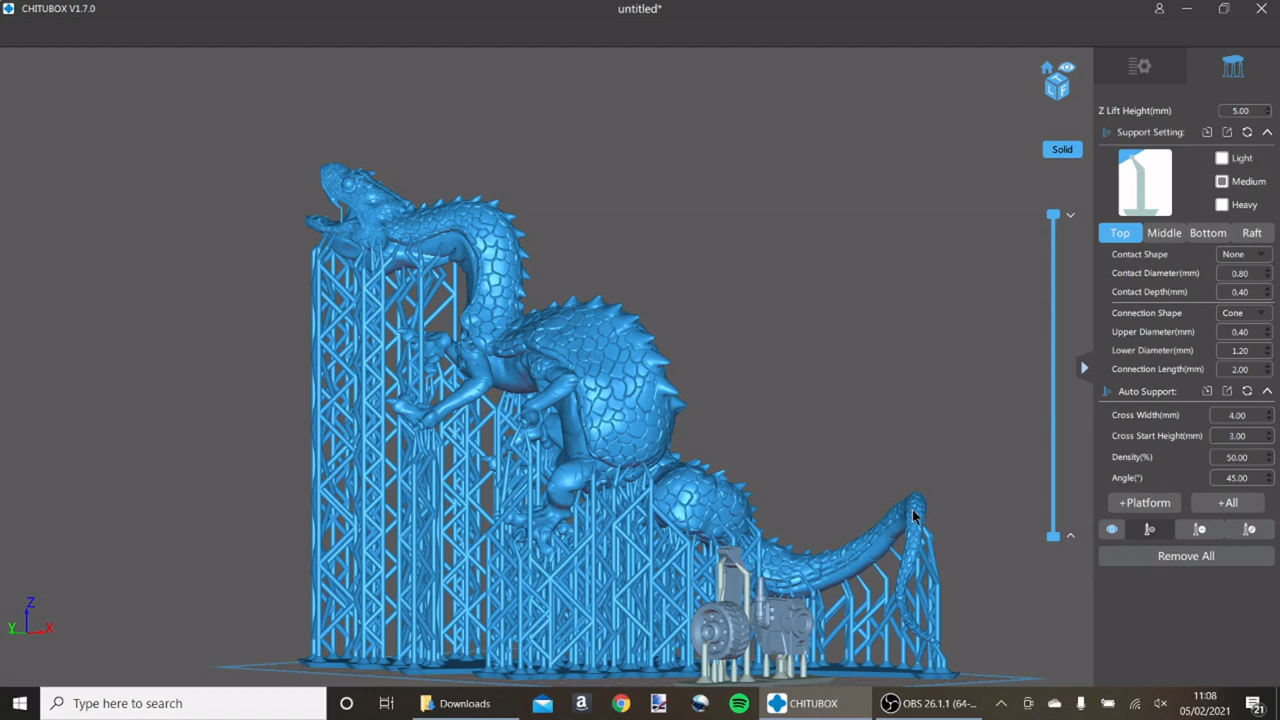 CHITUBOX V1.7.0
untitled*
Z Lift Height(mm) 5.00
Support Setting:
Light
Medium
Heavy
Top Middle Bottom Raft
Contact Shape None
Contact Diameter(mm) 0.80
Contact Depth(mm) 0.40
Connection Shape Cone
Upper Diameter(mm) 0.40
Lower Diameter(mm) 1.20
Connection Length(mm) 2.00
Auto Support:
Cross Width(mm) 4.00
Cross Start Height(mm) 3.00
Density(%) 50.00
Angle(°) 45.00
+Platform +All
Remove All
Solid
T
L F
Z
Y X
Type here to search
Downloads
a
CHITUBOX
OBS 26.1.1 (64-...
11:08
05/02/2021
21